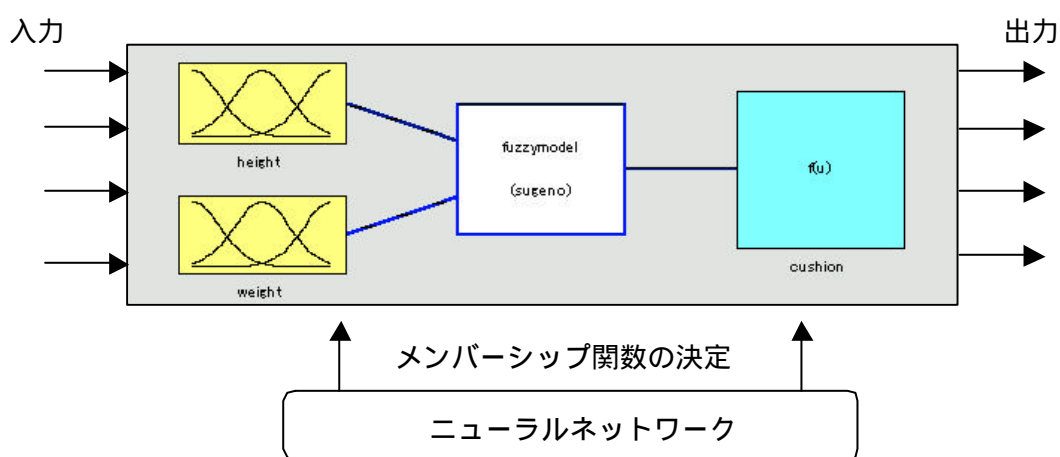 入力
出力
height
weight
fuzzymodel
(sugeno)
f(u)
cushion
メンバーシップ関数の決定
ニューラルネットワーク